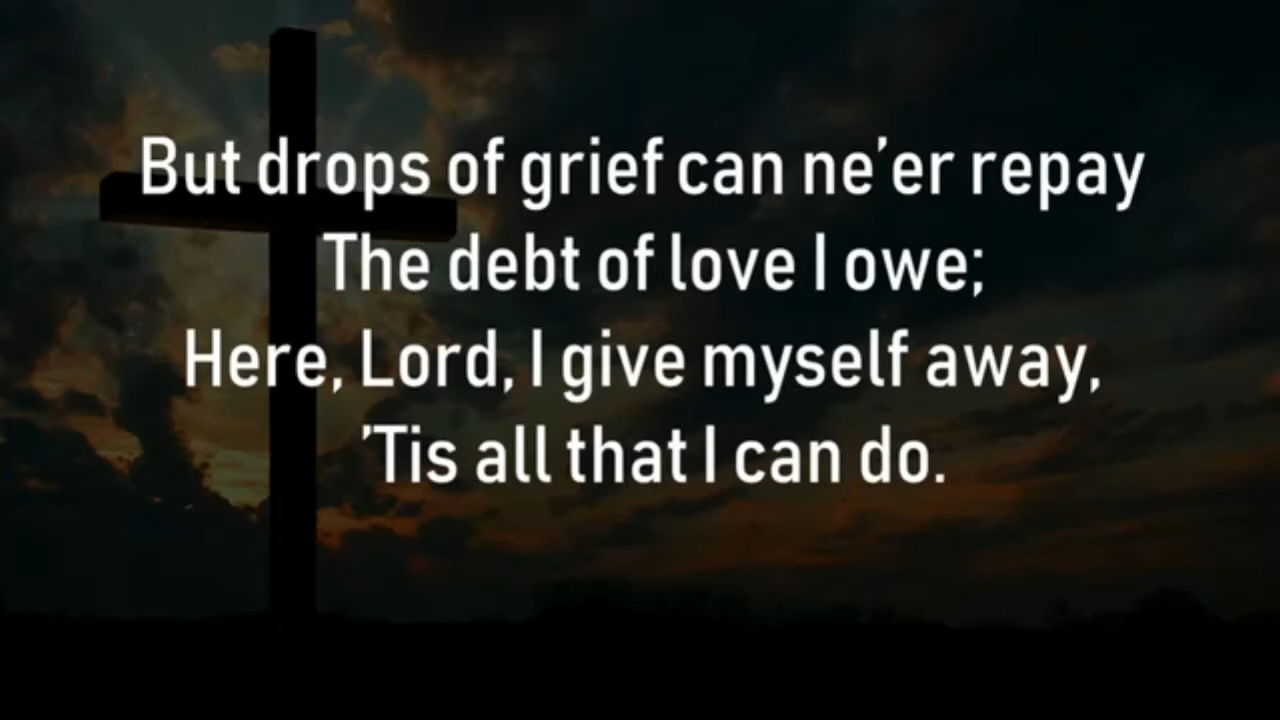 But drops of grief can ne’er repay
The debt of love I owe;
Here, Lord, I give myself away,
’Tis all that I can do.